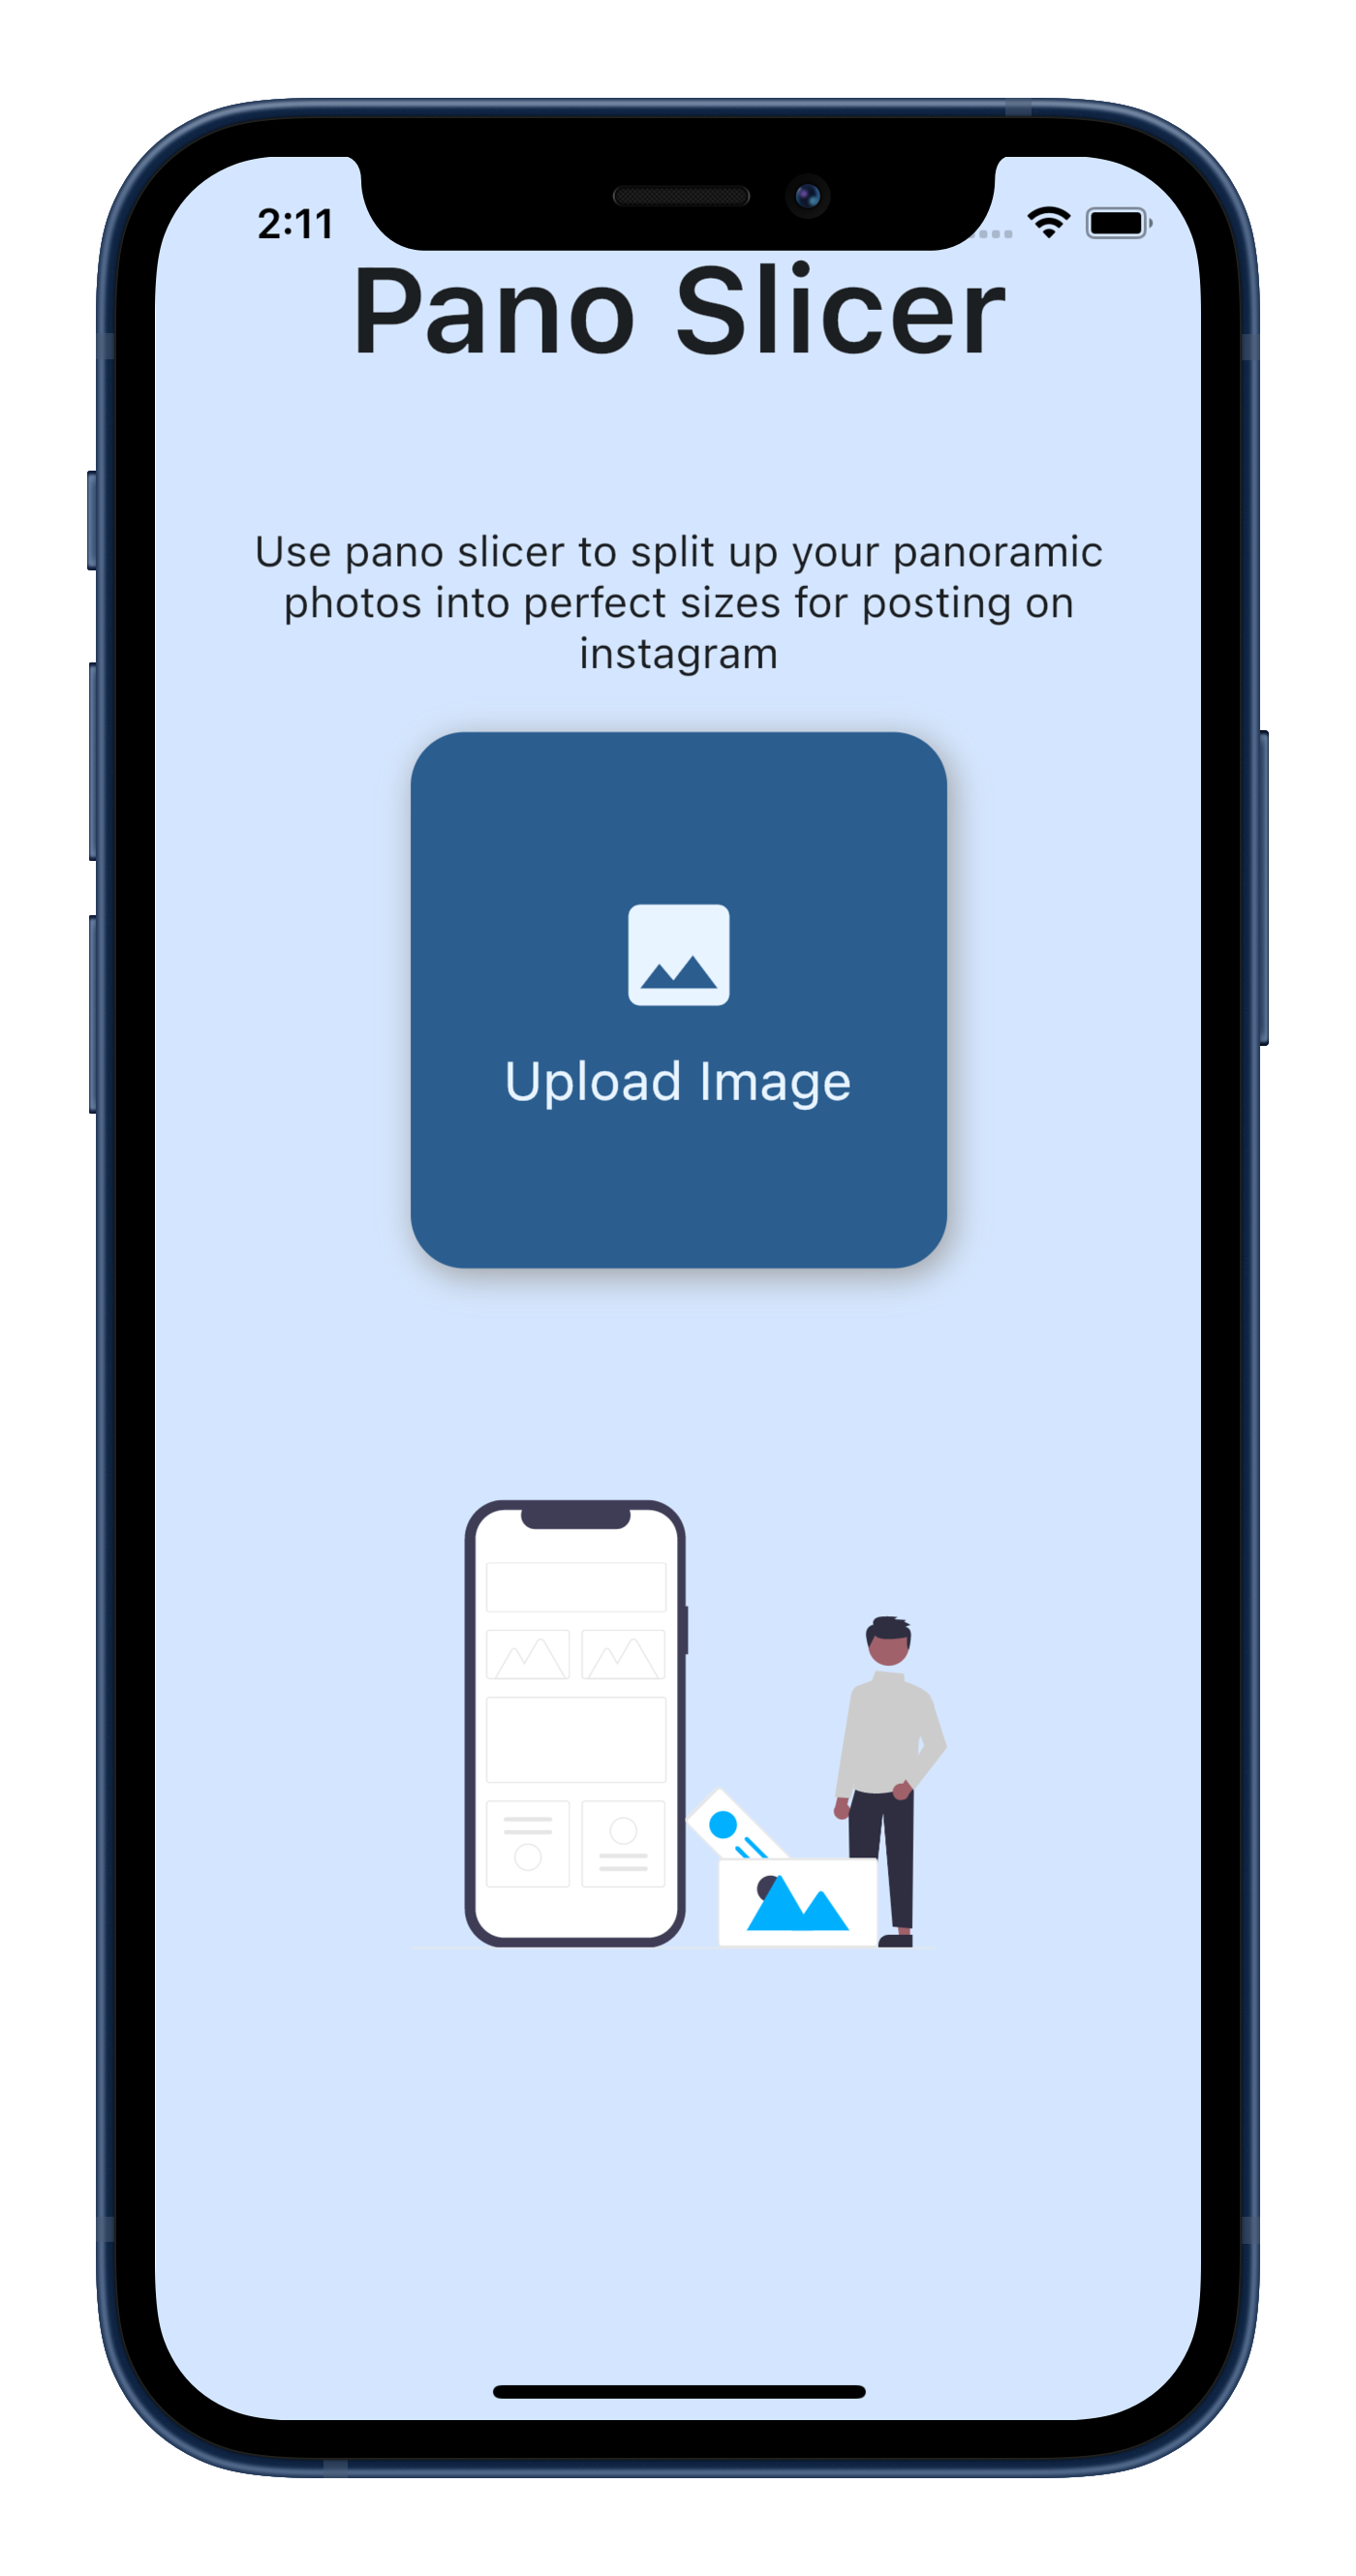 2:11
Pano Slicer
Use pano slicer to split up your panoramic
photos into perfect sizes for posting on
instagram
Upload Image